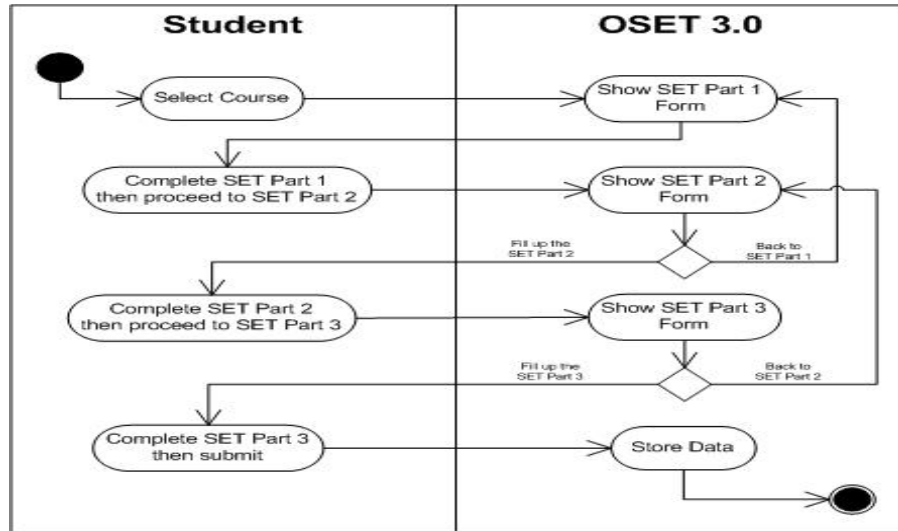 Student
OSET 3.0
Select Course
Show SET Part 1
Form
Complete SET Part 1
then proceed to SET Part 2
Show SET Part 2
Form
Fill up the
SET Part 2
Back to
SET Part 1
Complete SET Part 2
then proceed to SET Part 3
Show SET Part 3
Form
Fill up the
SET Part 3
Back to
SET Part 2
Complete SET Part 3
then submit
Store Data